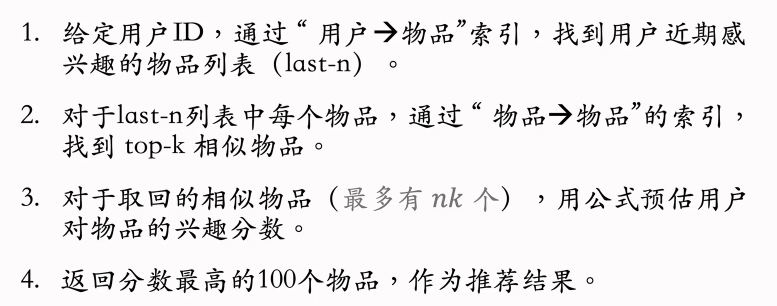 1. 给定用户ID，通过“用户→物品”索引，找到用户近期感
兴趣的物品列表（last-n）。
2. 对于last-n列表中每个物品，通过“物品→物品”的索引，
找到 top-k 相似物品。
3. 对于取回的相似物品（最多有 nk 个），用公式预估用户
对物品的兴趣分数。
4. 返回分数最高的100个物品，作为推荐结果。